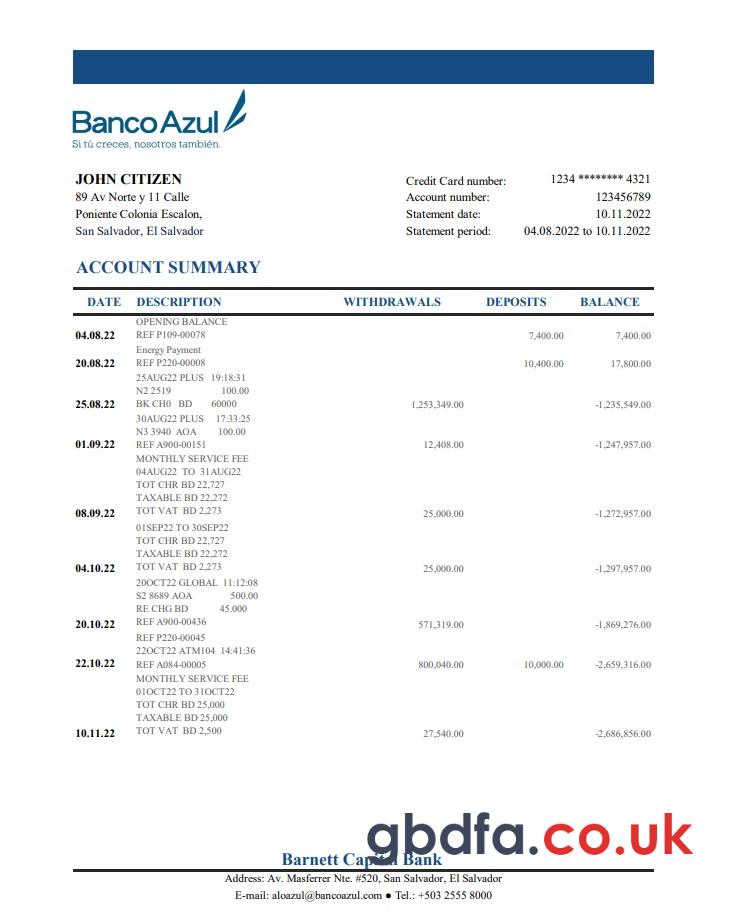 Banco Azul
Si tú creces, nosotros también.
JOHN CITIZEN
89 Av Norte y 11 Calle
Poniente Colonia Escalon,
San Salvador, El Salvador
Credit Card number: 1234 ******** 4321
Account number: 123456789
Statement date: 10.11.2022
Statement period: 04.08.2022 to 10.11.2022
ACCOUNT SUMMARY
DATE DESCRIPTION WITHDRAWALS DEPOSITS BALANCE
OPENING BALANCE
04.08.22 REF P109-00078 7,400.00 7,400.00
Energy Payment
20.08.22 REF P220-00008 10,400.00 17,800.00
25AUG22 PLUS 19:18:31
N2 2519 100.00
25.08.22 BK CH0 BD 60000 1,253,349.00 -1,235,549.00
30AUG22 PLUS 17:33:25
N3 3940 AOA 100.00
01.09.22 REF A900-00151 12,408.00 -1,247,957.00
MONTHLY SERVICE FEE
04AUG22 TO 31AUG22
TOT CHR BD 22,727
TAXABLE BD 22,272
08.09.22 TOT VAT BD 2,273 25,000.00 -1,272,957.00
01SEP22 TO 30SEP22
TOT CHR BD 22,727
TAXABLE BD 22,272
04.10.22 TOT VAT BD 2,273 25,000.00 -1,297,957.00
20OCT22 GLOBAL 11:12:08
S2 8689 AOA 500.00
RE CHG BD 45.000
20.10.22 REF A900-00436 571,319.00 -1,869,276.00
REF P220-00045
22OCT22 ATM104 14:41:36
22.10.22 REF A084-00005 800,040.00 10,000.00 -2,659,316.00
MONTHLY SERVICE FEE
01OCT22 TO 31OCT22
TOT CHR BD 25,000
TAXABLE BD 25,000
10.11.22 TOT VAT BD 2,500 27,540.00 -2,686,856.00
gbdfa.co.uk
Barnett Capital Bank
Address: Av. Masferrer Nte. #520, San Salvador, El Salvador
E-mail: aloazul@bancoazul.com ● Tel.: +503 2555 8000